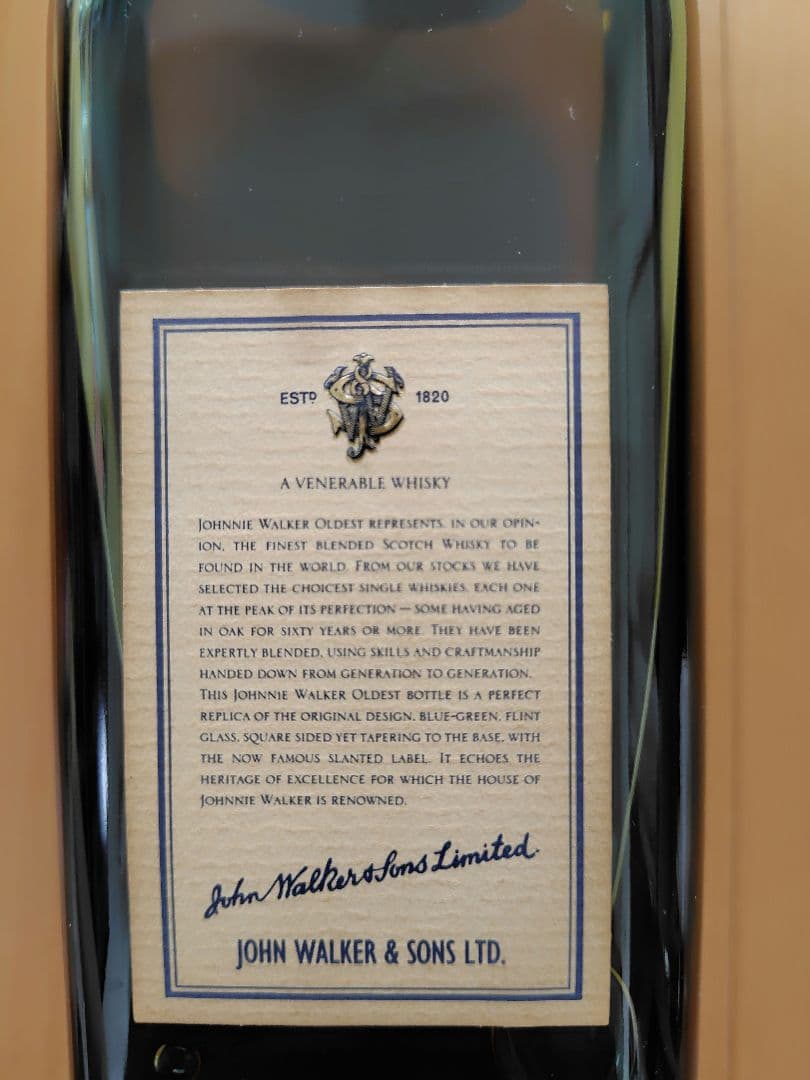 ESTD 1820
A VENERABLE WHISKY
JOHNNIE WALKER OLDEST REPRESENTS, IN OUR OPIN-
ION, THE FINEST BLENDED SCOTCH WHISKY TO BE
FOUND IN THE WORLD. FROM OUR STOCKS WE HAVE
SELECTED THE CHOICEST SINGLE WHISKIES, EACH ONE
AT THE PEAK OF ITS PERFECTION — SOME HAVING AGED
IN OAK FOR SIXTY YEARS OR MORE. THEY HAVE BEEN
EXPERTLY BLENDED, USING SKILLS AND CRAFTMANSHIP
HANDED DOWN FROM GENERATION TO GENERATION.
THIS JOHNNIE WALKER OLDEST BOTTLE IS A PERFECT
REPLICA OF THE ORIGINAL DESIGN. BLUE-GREEN, FLINT
GLASS, SQUARE SIDED YET TAPERING TO THE BASE, WITH
THE NOW FAMOUS SLANTED LABEL. IT ECHOES THE
HERITAGE OF EXCELLENCE FOR WHICH THE HOUSE OF
JOHNNIE WALKER IS RENOWNED.
John Walker & Sons Limited.
JOHN WALKER & SONS LTD.